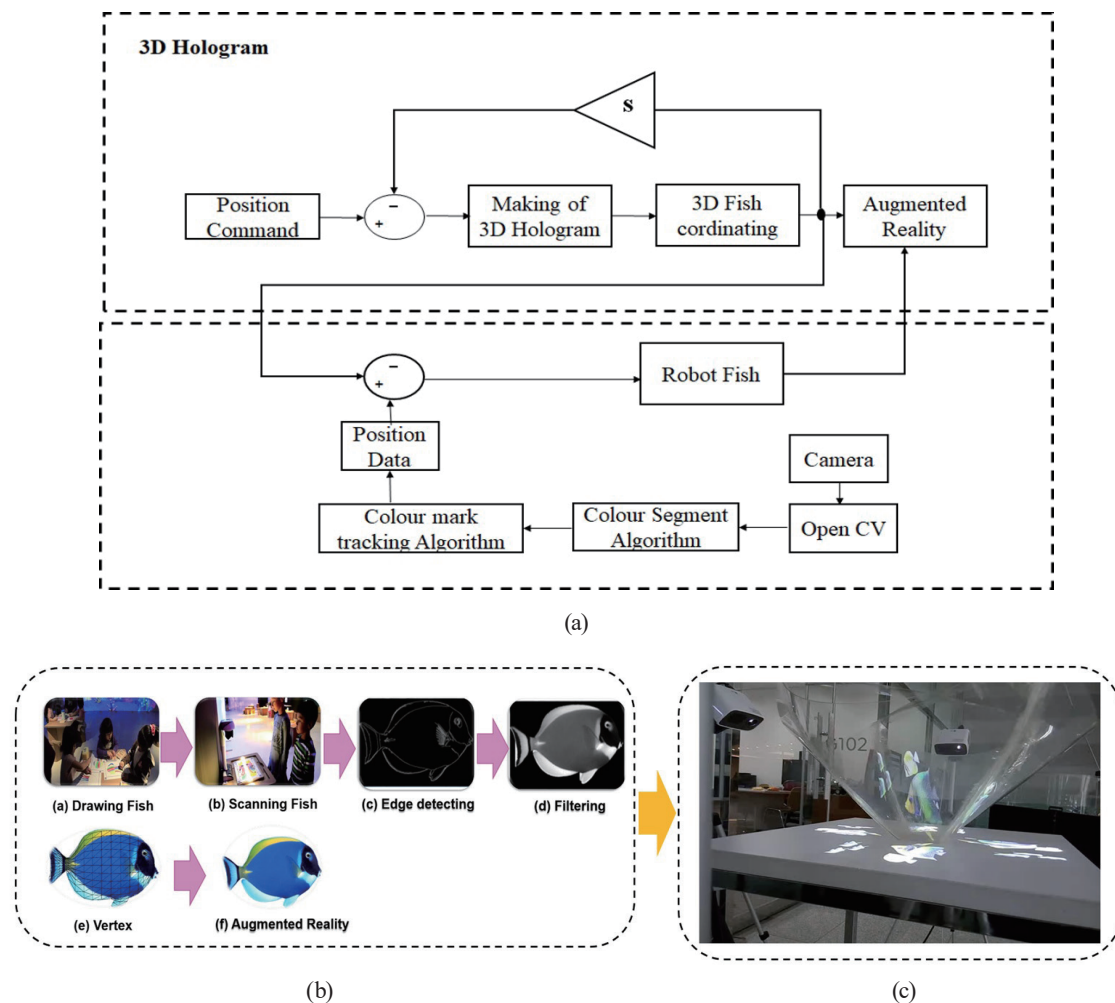 3D Hologram
s
Position
Command
−
+
Making of
3D Hologram
3D Fish
cordinating
Augmented
Reality
−
+
Robot Fish
Position
Data
Camera
Colour mark
tracking Algorithm
Colour Segment
Algorithm
Open CV
(a)
(a) Drawing Fish
(b) Scanning Fish
(c) Edge detecting
(d) Filtering
(e) Vertex
(f) Augmented Reality
G102
(b)
(c)